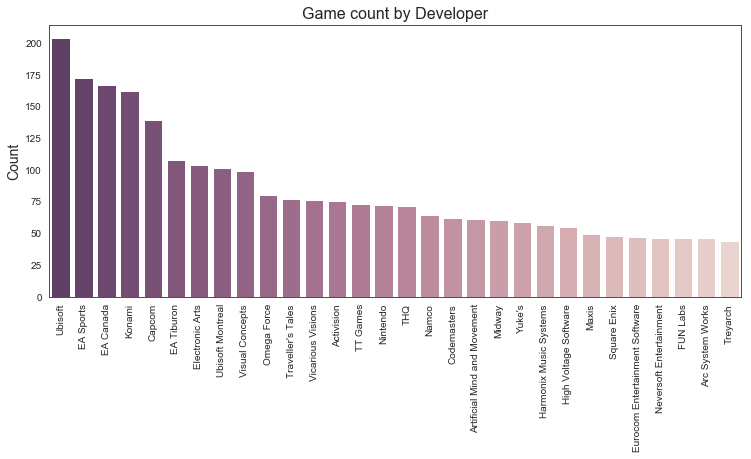 Game count by Developer
Count
200
175
150
125
100
75
50
25
0
Ubisoft
EA Sports
EA Canada
Konami
Capcom
EA Tiburon
Electronic Arts
Ubisoft Montreal
Visual Concepts
Omega Force
Traveller's Tales
Vicarious Visions
Activision
TT Games
Nintendo
THQ
Namco
Codemasters
Artificial Mind and Movement
Midway
Yuke's
Harmonix Music Systems
High Voltage Software
Maxis
Square Enix
Eurocom Entertainment Software
Neversoft Entertainment
FUN Labs
Arc System Works
Treyarch